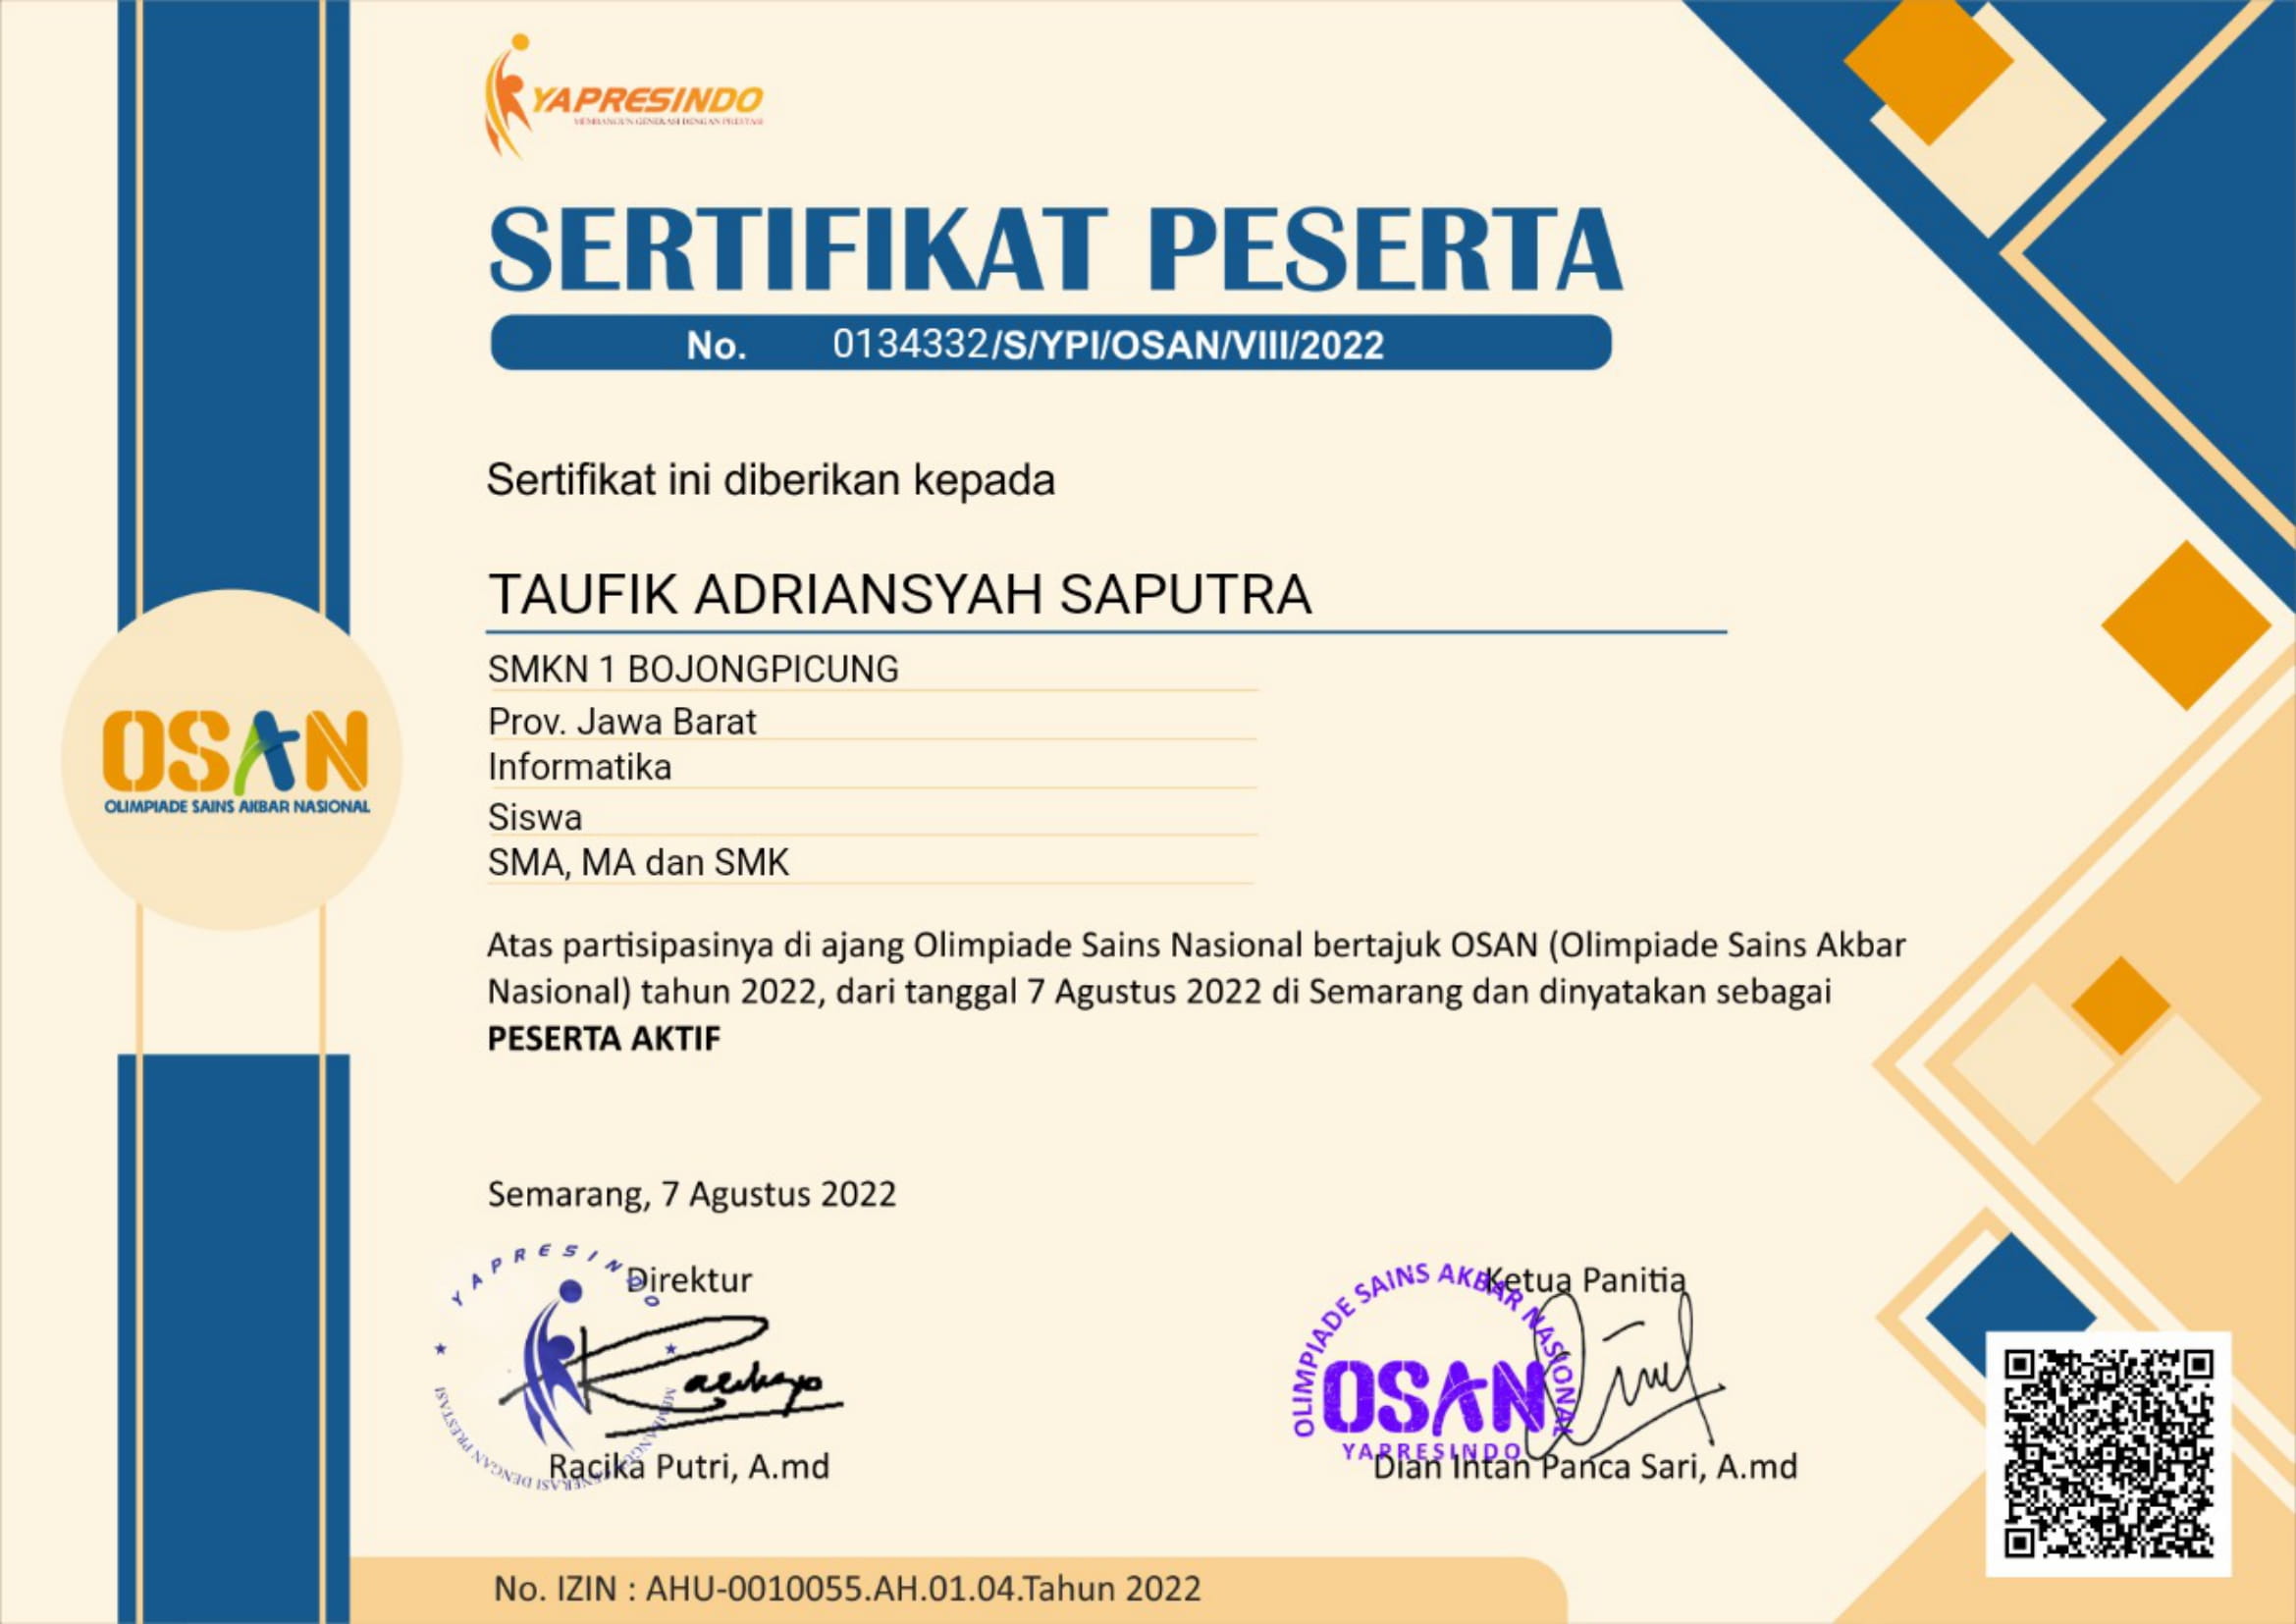 YAPRESINDO
MEMBANGUN GENERASI DENGAN PRESTASI
SERTIFIKAT PESERTA
No. 0134332/S/YPI/OSAN/VIII/2022
Sertifikat ini diberikan kepada
TAUFIK ADRIANSYAH SAPUTRA
SMKN 1 BOJONGPICUNG
Prov. Jawa Barat
Informatika
Siswa
SMA, MA dan SMK
OSAN
OLIMPIADE SAINS AKBAR NASIONAL
Atas partisipasinya di ajang Olimpiade Sains Nasional bertajuk OSAN (Olimpiade Sains Akbar
Nasional) tahun 2022, dari tanggal 7 Agustus 2022 di Semarang dan dinyatakan sebagai
PESERTA AKTIF
Semarang, 7 Agustus 2022
Direktur
YAPRESINDO
GENERASI DENGAN PRESTASI
Racika Putri, A.md
Ketua Panitia
OLIMPIADE SAINS AKBAR NASIONAL
OSAN
YAPRESINDO
Dian Intan Panca Sari, A.md
No. IZIN : AHU-0010055.AH.01.04.Tahun 2022